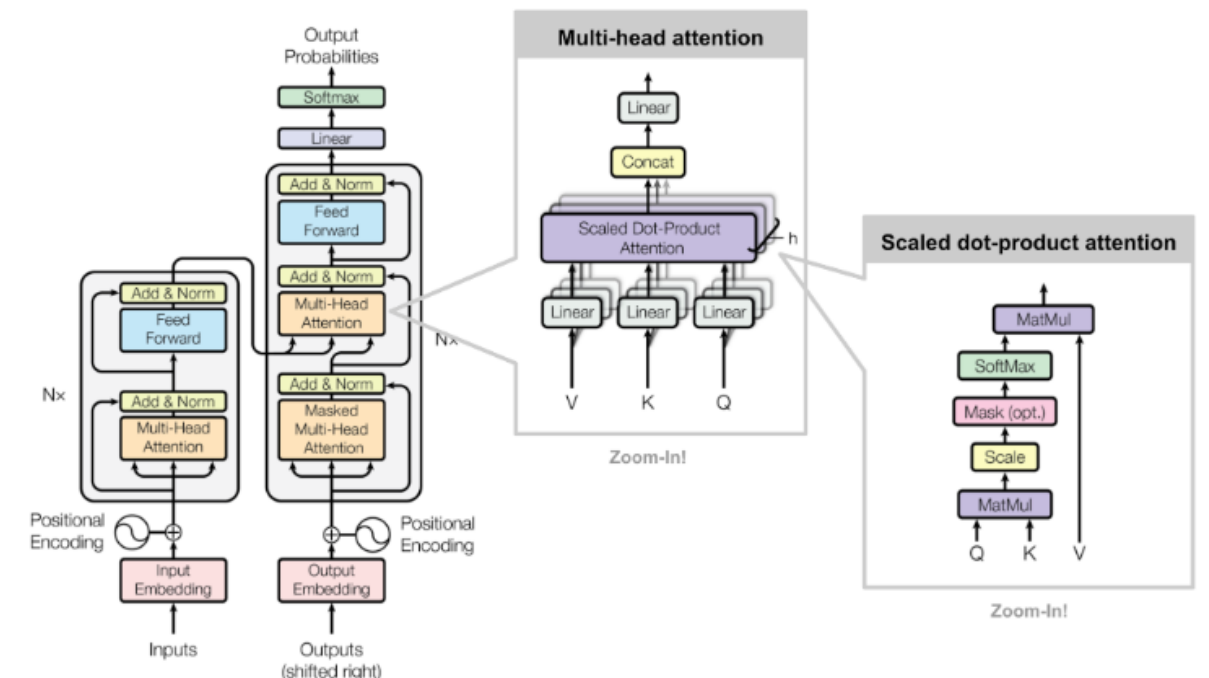 Output
Probabilities
Softmax
Linear
Add & Norm
Feed
Forward
Add & Norm
Multi-Head
Attention
Add & Norm
Masked
Multi-Head
Attention
Nx
Add & Norm
Feed
Forward
Add & Norm
Multi-Head
Attention
Nx
Positional
Encoding
Positional
Encoding
Input
Embedding
Output
Embedding
Inputs
Outputs
(shifted right)
Multi-head attention
Linear
Concat
Scaled Dot-Product
Attention
h
Linear
Linear
Linear
V
K
Q
Zoom-In!
Scaled dot-product attention
MatMul
SoftMax
Mask (opt.)
Scale
MatMul
Q
K
V
Zoom-In!